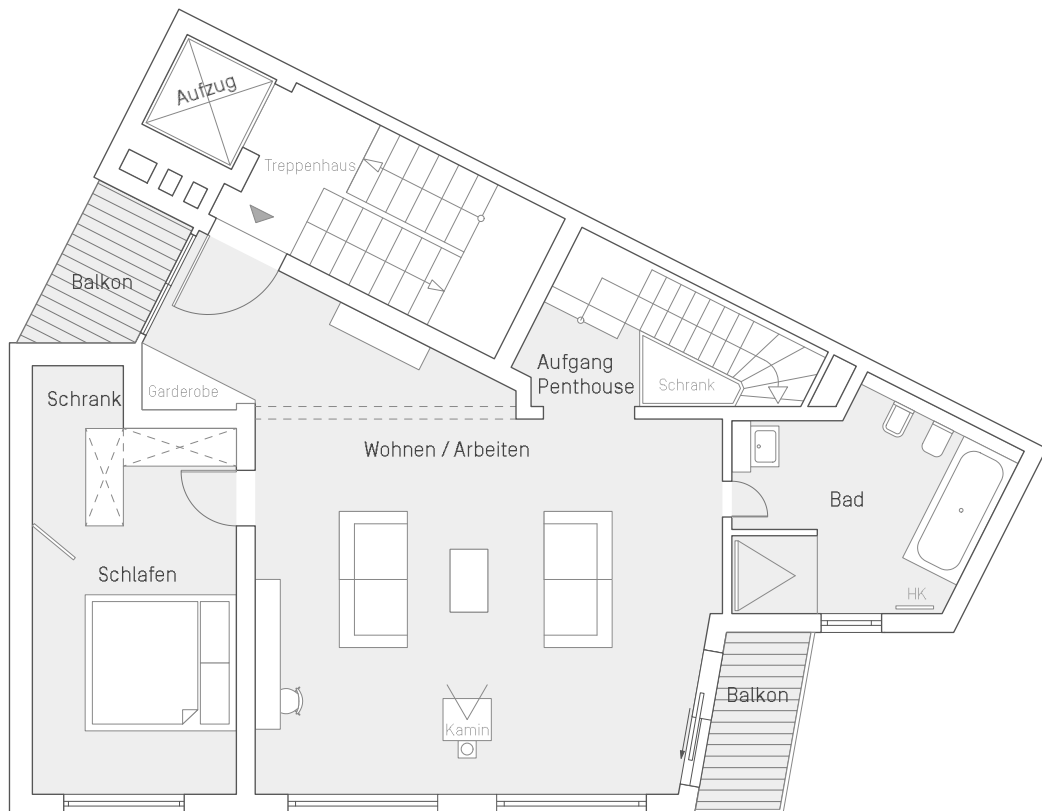 Aufzug
Treppenhaus
Balkon
Aufgang
Penthouse
Garderobe
Schrank
Schrank
Wohnen / Arbeiten
Bad
Schlafen
HK
Balkon
Kamin